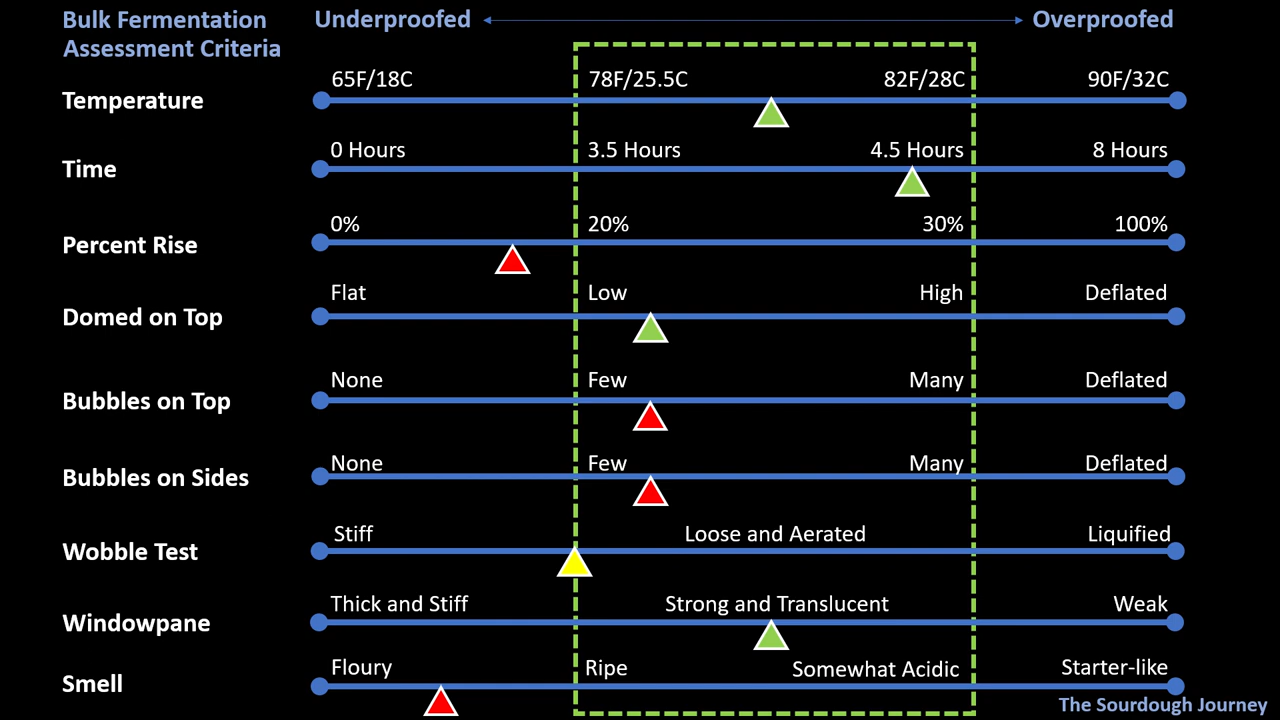 Bulk Fermentation
Assessment Criteria
Underproofed
Overproofed
Temperature
65F/18C
78F/25.5C
82F/28C
90F/32C
Time
0 Hours
3.5 Hours
4.5 Hours
8 Hours
Percent Rise
0%
20%
30%
100%
Domed on Top
Flat
Low
High
Deflated
Bubbles on Top
None
Few
Many
Deflated
Bubbles on Sides
None
Few
Many
Deflated
Wobble Test
Stiff
Loose and Aerated
Liquified
Windowpane
Thick and Stiff
Strong and Translucent
Weak
Smell
Floury
Ripe
Somewhat Acidic
Starter-like
The Sourdough Journey